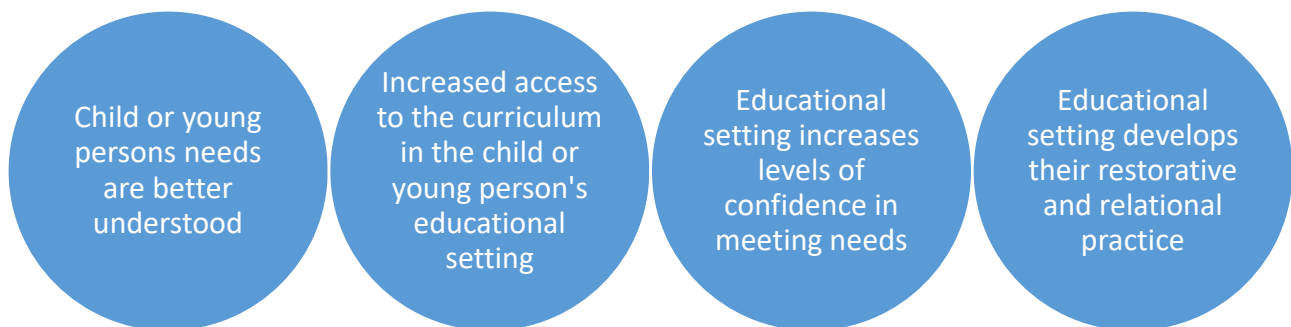 Child or young
persons needs
are better
understood
Increased access
to the curriculum
in the child or
young person's
educational
setting
Educational
setting increases
levels of
confidence in
meeting needs
Educational
setting develops
their restorative
and relational
practice